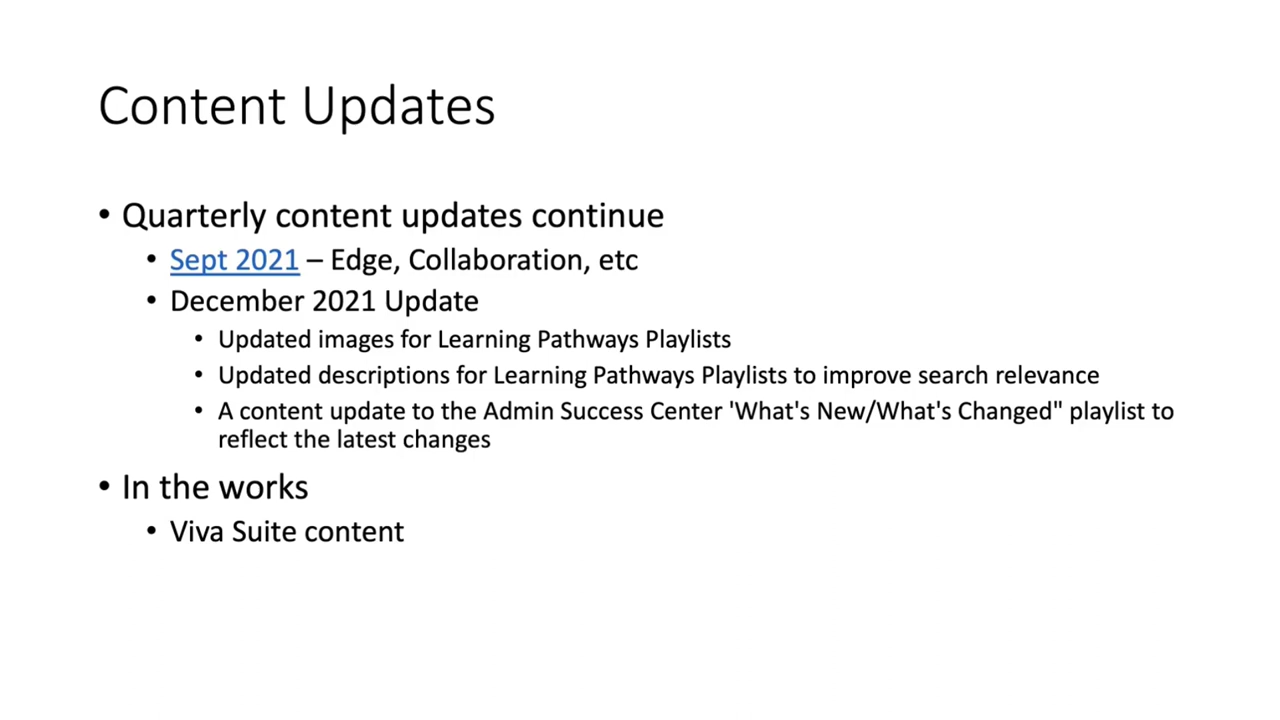 Content Updates
• Quarterly content updates continue
• Sept 2021 – Edge, Collaboration, etc
• December 2021 Update
• Updated images for Learning Pathways Playlists
• Updated descriptions for Learning Pathways Playlists to improve search relevance
• A content update to the Admin Success Center 'What's New/What's Changed" playlist to
reflect the latest changes
• In the works
• Viva Suite content